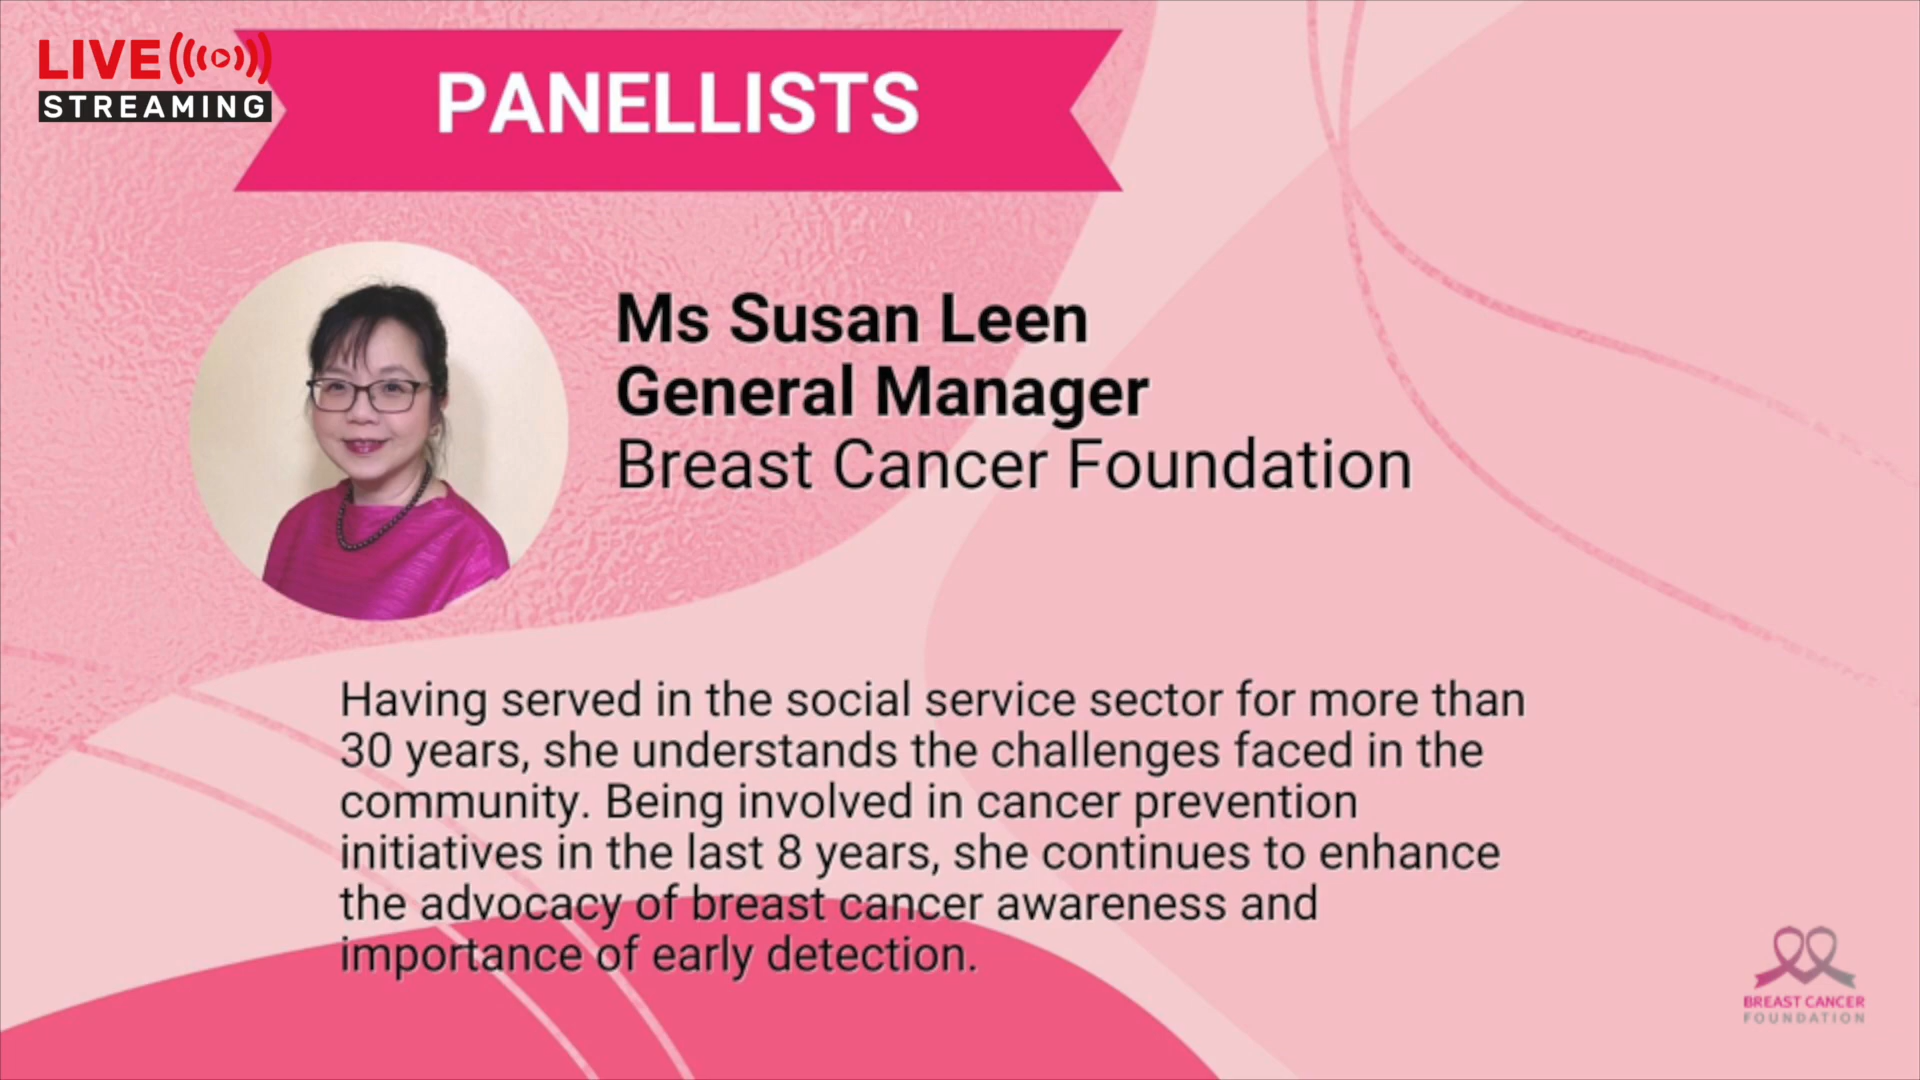 LIVE
STREAMING
PANELLISTS
Ms Susan Leen
General Manager
Breast Cancer Foundation
Having served in the social service sector for more than
30 years, she understands the challenges faced in the
community. Being involved in cancer prevention
initiatives in the last 8 years, she continues to enhance
the advocacy of breast cancer awareness and
importance of early detection.
BREAST CANCER
FOUNDATION